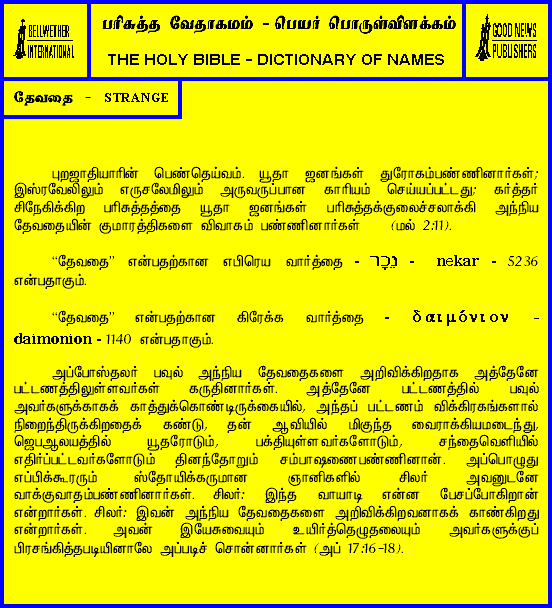 BELLWETHER
INTERNATIONAL
பரிசுத்த வேதாகமம் - பெயர் பொருள்விளக்கம்
THE HOLY BIBLE - DICTIONARY OF NAMES
GOOD NEWS
PUBLISHERS
தேவதை - STRANGE
புறஜாதியாரின் பெண்தெய்வம். யூதா ஜனங்கள் துரோகம்பண்ணினார்கள்;
இஸ்ரவேலிலும் எருசலேமிலும் அருவருப்பான காரியம் செய்யப்பட்டது; கர்த்தர்
சிநேகிக்கிற பரிசுத்தத்தை யூதா ஜனங்கள் பரிசுத்தக்குலைச்சலாக்கி அந்நிய
தேவதையின் குமாரத்திகளை விவாகம் பண்ணினார்கள் (மல் 2:11).
“தேவதை” என்பதற்கான எபிரெய வார்த்தை - נֵכָר - nekar - 5236
என்பதாகும்.
“தேவதை” என்பதற்கான கிரேக்க வார்த்தை - δαιμόνιον -
daimonion - 1140 என்பதாகும்.
அப்போஸ்தலர் பவுல் அந்நிய தேவதைகளை அறிவிக்கிறதாக அத்தேனே
பட்டணத்திலுள்ளவர்கள் கருதினார்கள். அத்தேனே பட்டணத்தில் பவுல்
அவர்களுக்காகக் காத்துக்கொண்டிருக்கையில், அந்தப் பட்டணம் விக்கிரகங்களால்
நிறைந்திருக்கிறதைக் கண்டு, தன் ஆவியில் மிகுந்த வைராக்கியமடைந்து,
ஜெபஆலயத்தில் யூதரோடும், பக்தியுள்ளவர்களோடும், சந்தைவெளியில்
எதிர்ப்பட்டவர்களோடும் தினந்தோறும் சம்பாஷணைபண்ணினான். அப்பொழுது
எப்பிக்கூரரும் ஸ்தோயிக்கருமான ஞானிகளில் சிலர் அவனுடனே
வாக்குவாதம்பண்ணினார்கள். சிலர்: இந்த வாயாடி என்ன பேசப்போகிறான்
என்றார்கள். சிலர்: இவன் அந்நிய தேவதைகளை அறிவிக்கிறவனாகக் காண்கிறது
என்றார்கள். அவன் இயேசுவையும் உயிர்த்தெழுதலையும் அவர்களுக்குப்
பிரசங்கித்தபடியினாலே அப்படிச் சொன்னார்கள் (அப் 17:16-18).